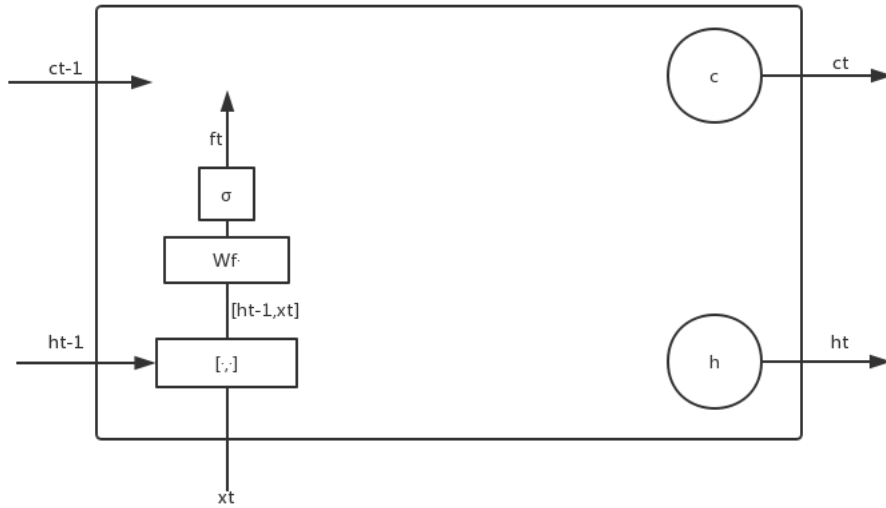 ct-1
c
ct
ft
σ
Wf·
[ht-1,xt]
ht-1
[·,·]
h
ht
xt